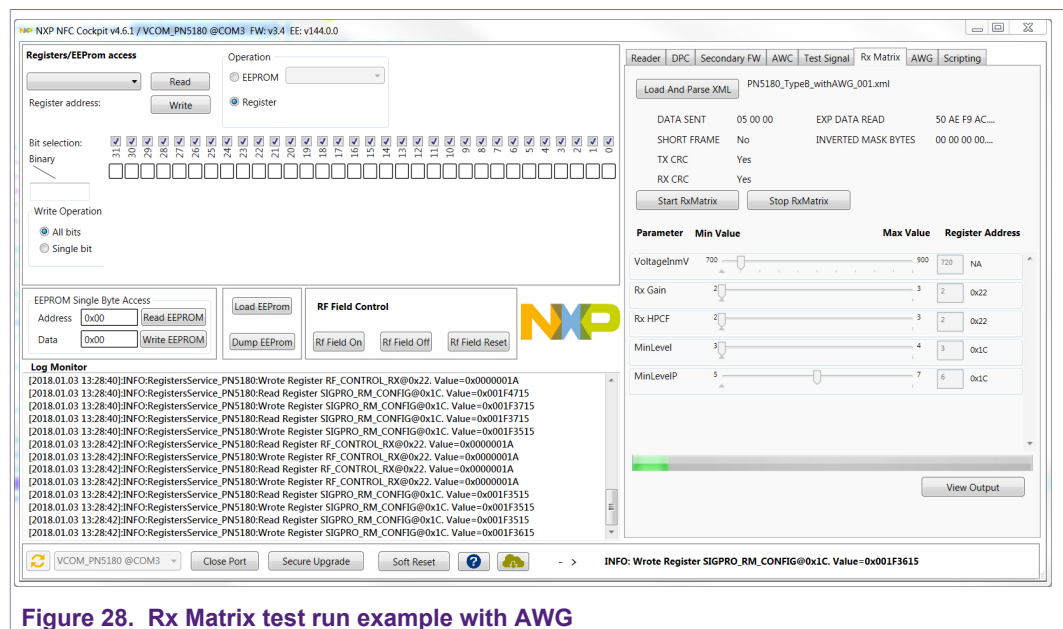 NXP NFC Cockpit v4.6.1 / VCOM_PN5180 @COM3 FW: v3.4 EE: v144.0.0
Registers/EEProm access
Operation
Read
EEPROM
Register address:
Write
Register
Bit selection:
31 30 29 28 27 26 25 24 23 22 21 20 19 18 17 16 15 14 13 12 11 10 9 8 7 6 5 4 3 2 1 0
Binary
Write Operation
All bits
Single bit
EEPROM Single Byte Access
Address 0x00 Read EEPROM
Data 0x00 Write EEPROM
Load EEProm
Dump EEProm
RF Field Control
Rf Field On Rf Field Off Rf Field Reset
NXP
Log Monitor
[2018.01.03 13:28:40]:INFO:RegistersService_PN5180:Wrote Register RF_CONTROL_RX@0x22. Value=0x0000001A
[2018.01.03 13:28:40]:INFO:RegistersService_PN5180:Read Register SIGPRO_RM_CONFIG@0x1C. Value=0x001F4715
[2018.01.03 13:28:40]:INFO:RegistersService_PN5180:Wrote Register SIGPRO_RM_CONFIG@0x1C. Value=0x001F3715
[2018.01.03 13:28:40]:INFO:RegistersService_PN5180:Read Register SIGPRO_RM_CONFIG@0x1C. Value=0x001F3715
[2018.01.03 13:28:40]:INFO:RegistersService_PN5180:Wrote Register SIGPRO_RM_CONFIG@0x1C. Value=0x001F3515
[2018.01.03 13:28:42]:INFO:RegistersService_PN5180:Read Register RF_CONTROL_RX@0x22. Value=0x0000001A
[2018.01.03 13:28:42]:INFO:RegistersService_PN5180:Wrote Register RF_CONTROL_RX@0x22. Value=0x0000001A
[2018.01.03 13:28:42]:INFO:RegistersService_PN5180:Read Register RF_CONTROL_RX@0x22. Value=0x0000001A
[2018.01.03 13:28:42]:INFO:RegistersService_PN5180:Wrote Register RF_CONTROL_RX@0x22. Value=0x0000001A
[2018.01.03 13:28:42]:INFO:RegistersService_PN5180:Read Register SIGPRO_RM_CONFIG@0x1C. Value=0x001F3515
[2018.01.03 13:28:42]:INFO:RegistersService_PN5180:Wrote Register SIGPRO_RM_CONFIG@0x1C. Value=0x001F3515
[2018.01.03 13:28:42]:INFO:RegistersService_PN5180:Read Register SIGPRO_RM_CONFIG@0x1C. Value=0x001F3515
[2018.01.03 13:28:42]:INFO:RegistersService_PN5180:Wrote Register SIGPRO_RM_CONFIG@0x1C. Value=0x001F3615
Reader DPC Secondary FW AWC Test Signal Rx Matrix AWG Scripting
Load And Parse XML PN5180_TypeB_withAWG_001.xml
DATA SENT 05 00 00 EXP DATA READ 50 AE F9 AC....
SHORT FRAME No INVERTED MASK BYTES 00 00 00 00....
TX CRC Yes
RX CRC Yes
Start RxMatrix Stop RxMatrix
Parameter Min Value Max Value Register Address
VoltageInmV 700 900 720 NA
Rx Gain 2 3 2 0x22
Rx HPCF 2 3 2 0x22
MinLevel 3 4 3 0x1C
MinLevelP 5 7 6 0x1C
View Output
VCOM_PN5180 @COM3 Close Port Secure Upgrade Soft Reset ? - > INFO: Wrote Register SIGPRO_RM_CONFIG@0x1C. Value=0x001F3615
Figure 28. Rx Matrix test run example with AWG